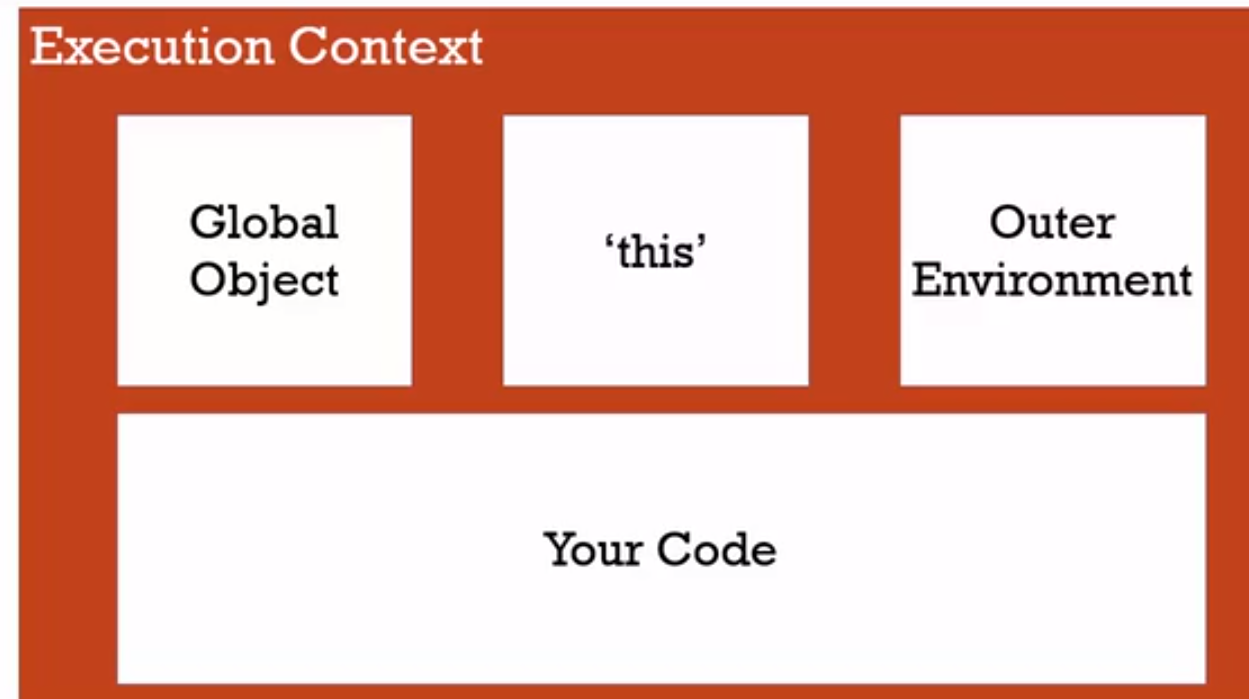 Execution Context
Global
Object
‘this’
Outer
Environment
Your Code